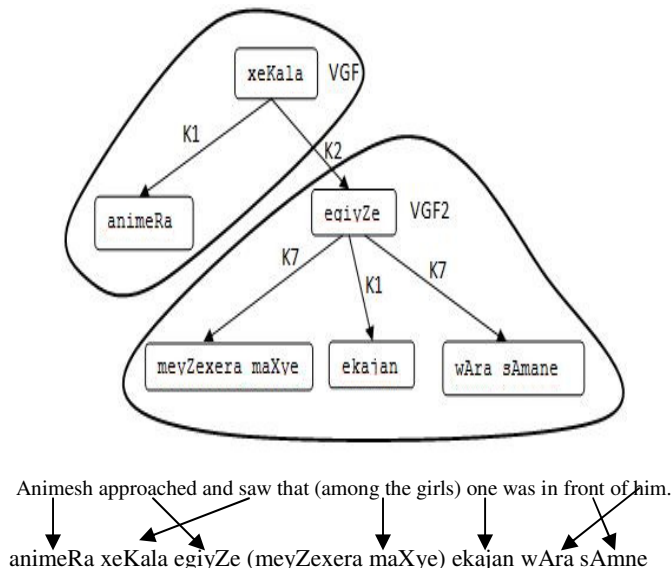 xeKala VGF
K1
K2
animeRa
egiyZe VGF2
K7
K1
K7
meyZexera maXye ekajan wAra sAmane
Animesh approached and saw that (among the girls) one was in front of him.
animeRa xeKala egiyZe (meyZexera maXye) ekajan wAra sAmne